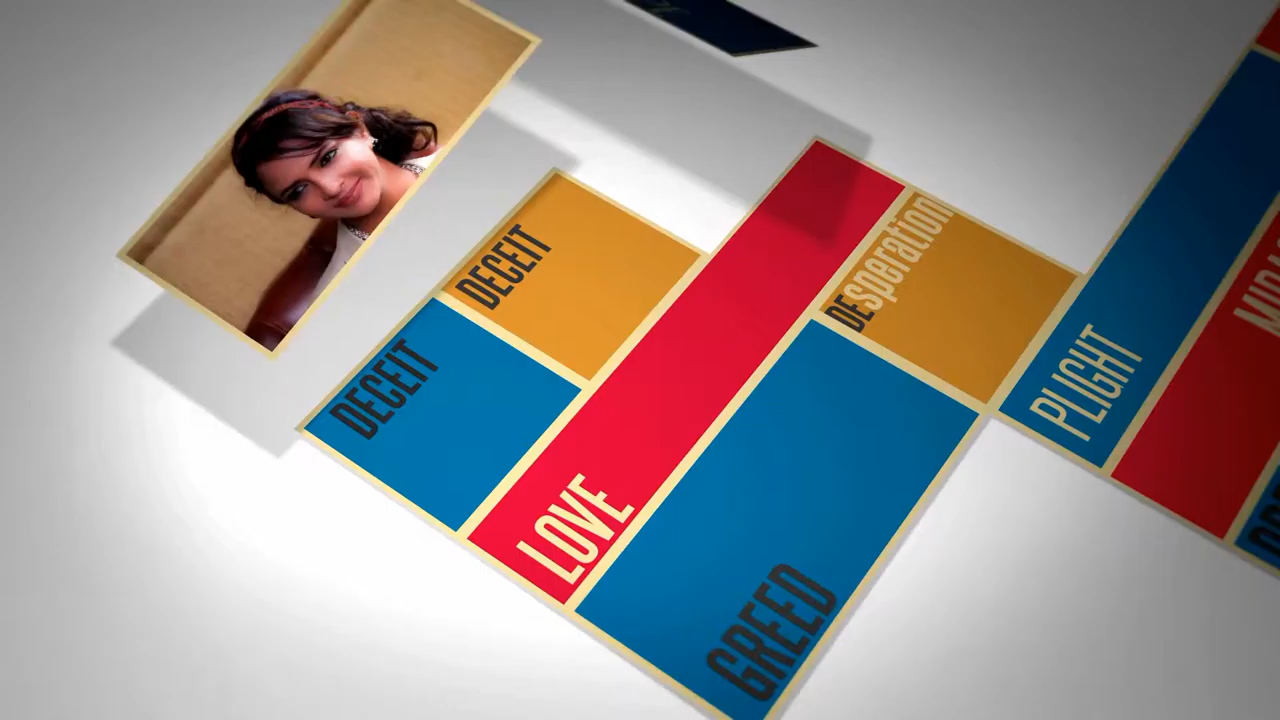 DECEIT
DECEIT
LOVE
DEsperation
GREED
PLIGHT